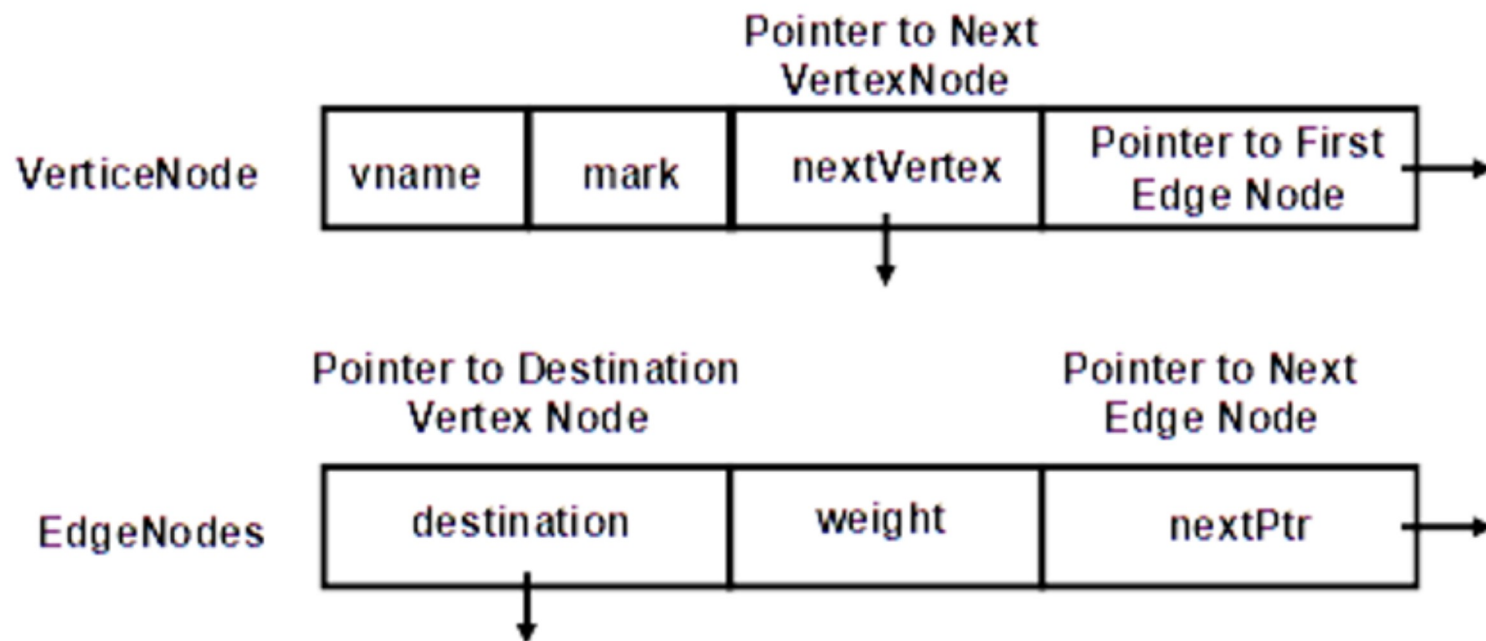 Pointer to Next
VertexNode
VerticeNode
vname
mark
nextVertex
Pointer to First
Edge Node
Pointer to Destination
Vertex Node
Pointer to Next
Edge Node
EdgeNodes
destination
weight
nextPtr